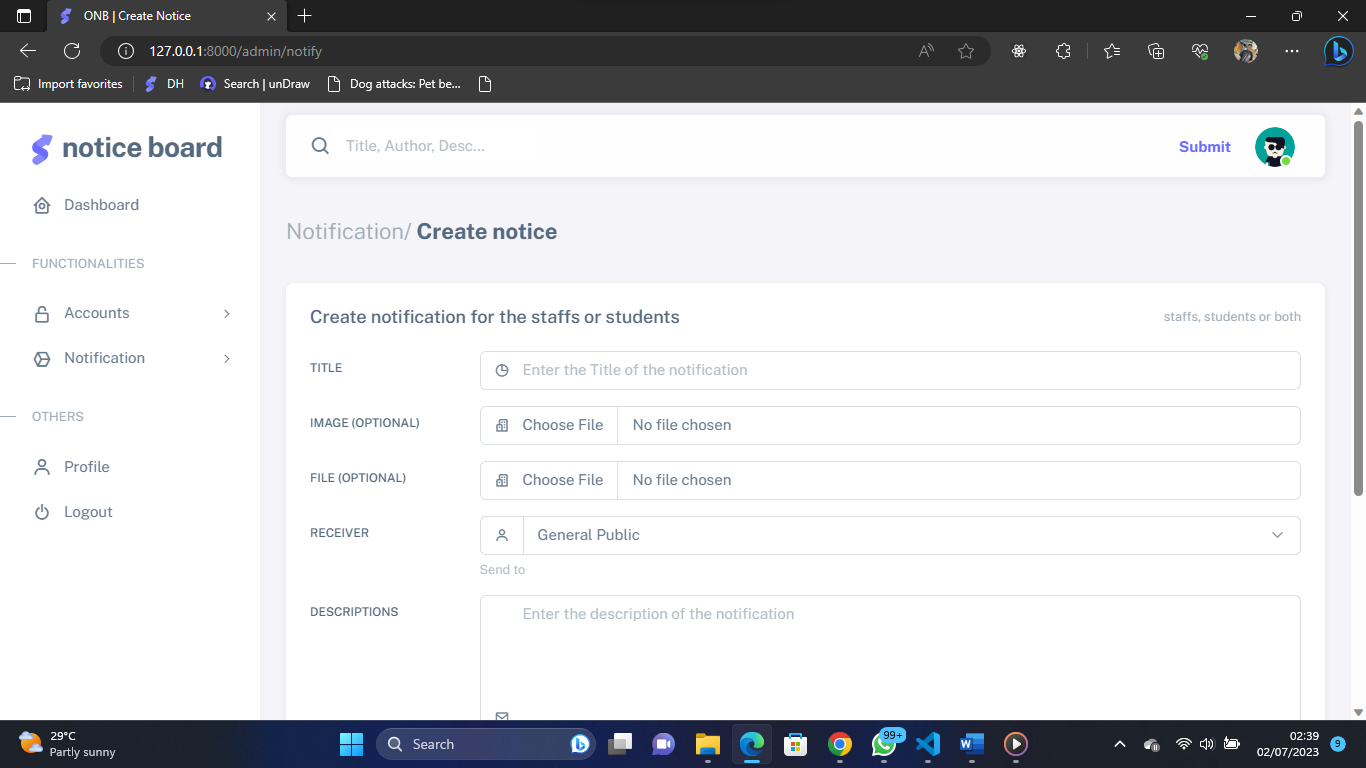 ONB | Create Notice
127.0.0.1:8000/admin/notify
Import favorites
DH
Search | unDraw
Dog attacks: Pet be...
notice board
Title, Author, Desc...
Submit
Dashboard
Notification/ Create notice
FUNCTIONALITIES
Accounts
Notification
OTHERS
Profile
Logout
Create notification for the staffs or students
staffs, students or both
TITLE
Enter the Title of the notification
IMAGE (OPTIONAL)
Choose File
No file chosen
FILE (OPTIONAL)
Choose File
No file chosen
RECEIVER
General Public
Send to
DESCRIPTIONS
Enter the description of the notification
29°C
Partly sunny
Search
99+
02:39
02/07/2023
9